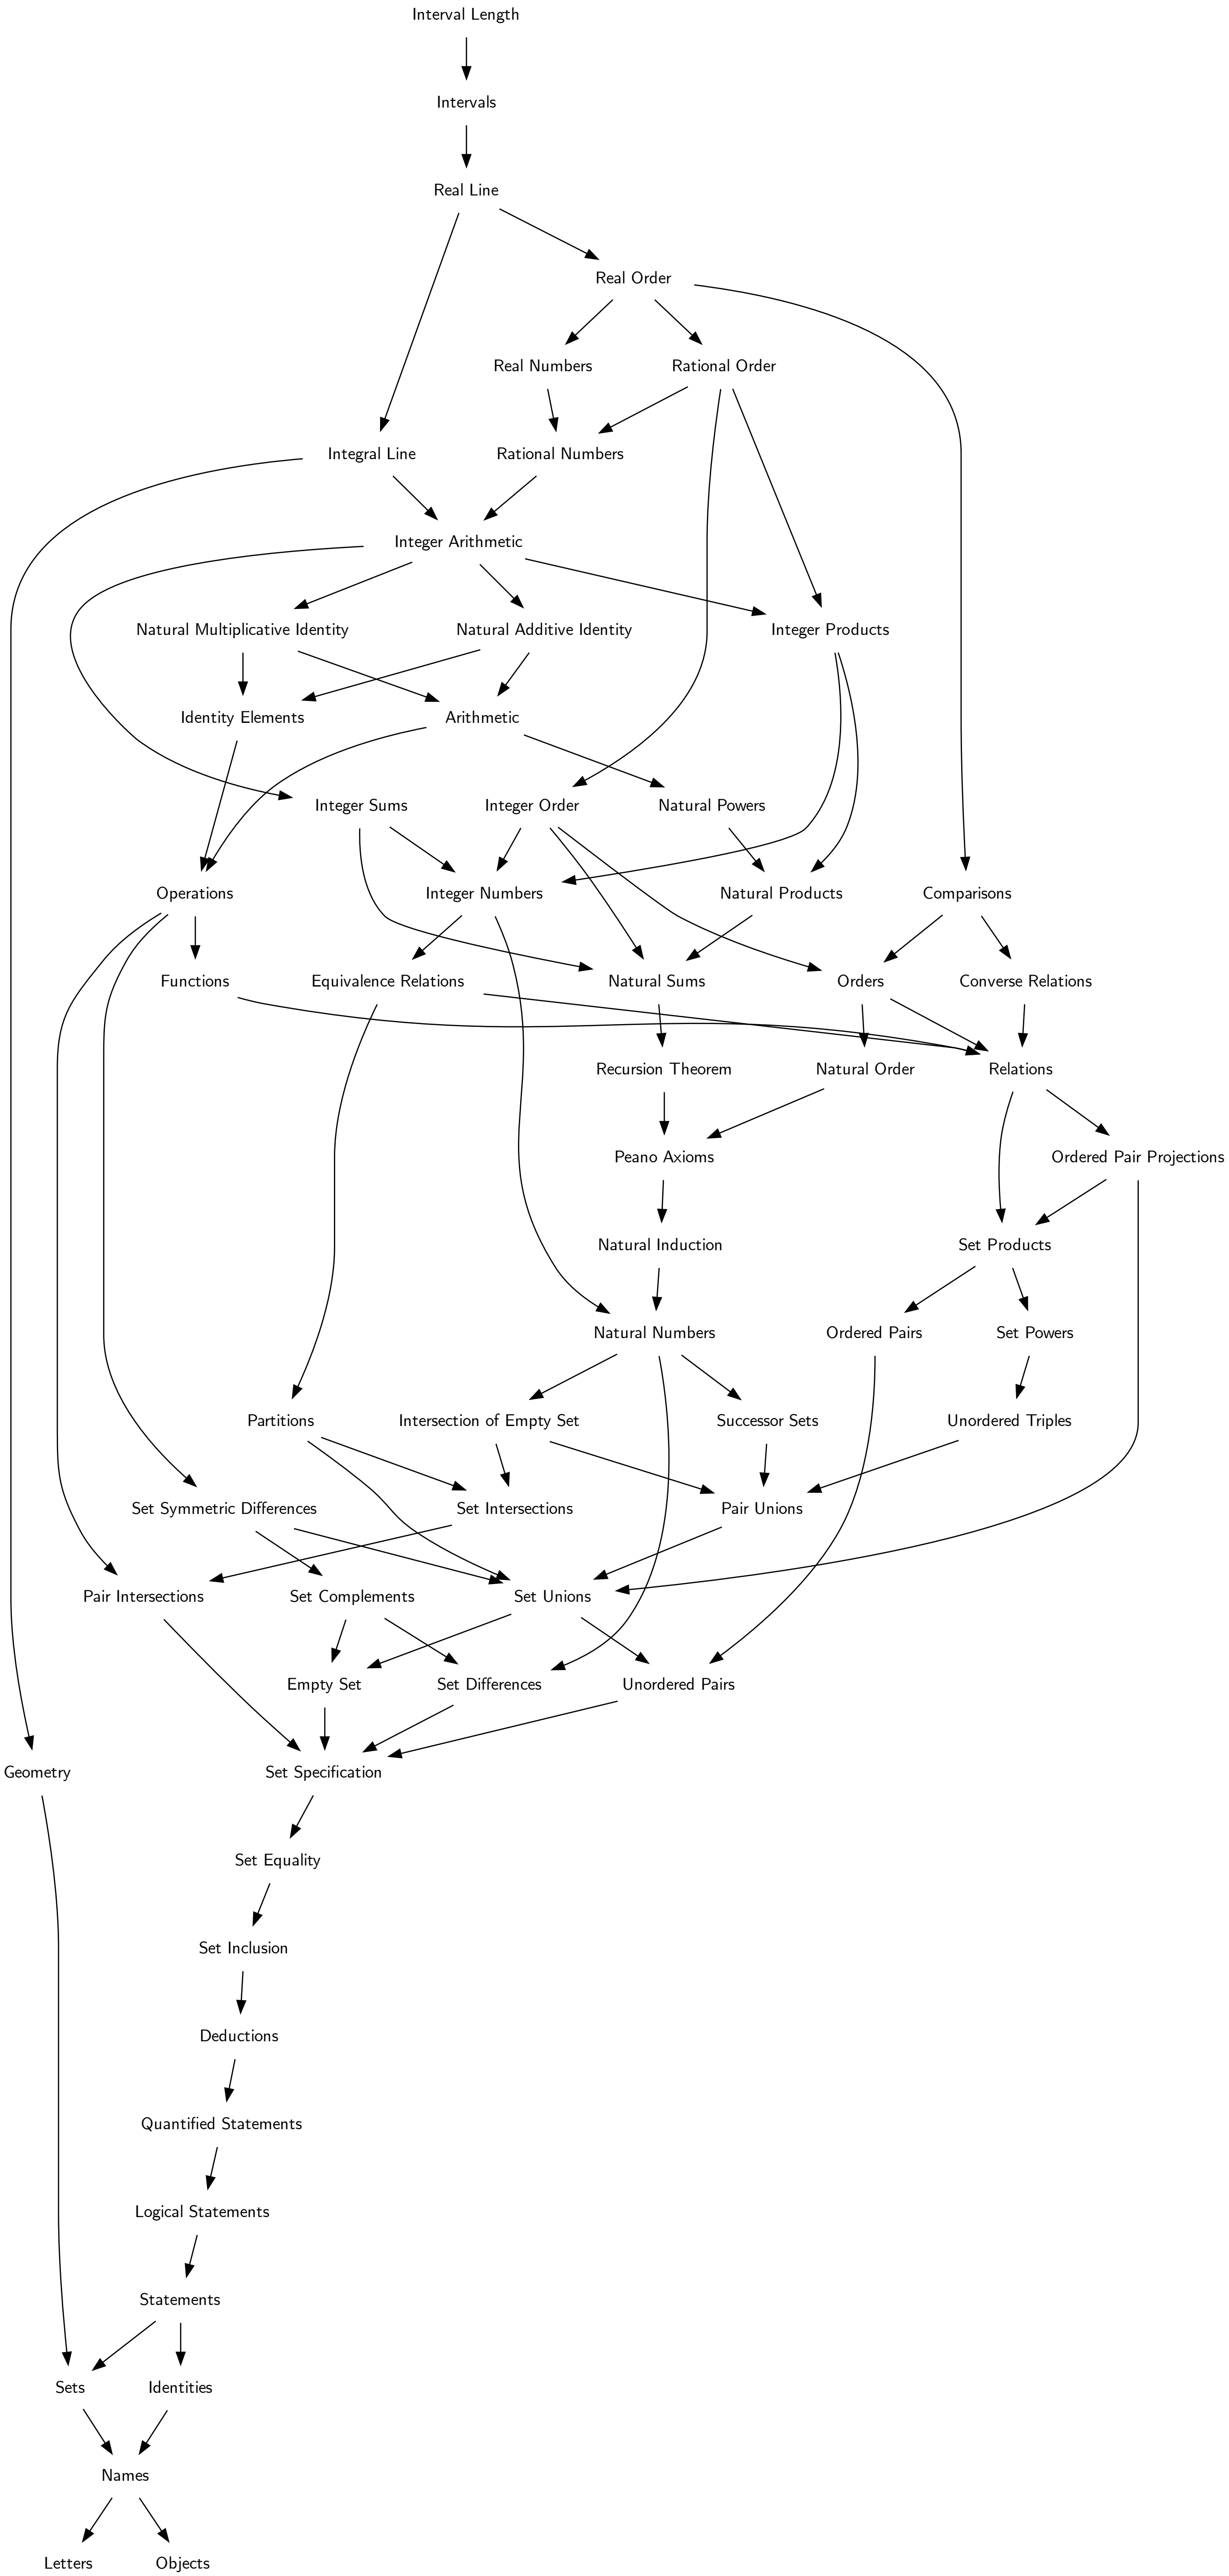 Interval Length
Intervals
Real Line
Real Order
Real Numbers
Rational Order
Integral Line
Rational Numbers
Integer Arithmetic
Natural Multiplicative Identity
Natural Additive Identity
Integer Products
Identity Elements
Arithmetic
Integer Sums
Integer Order
Natural Powers
Operations
Integer Numbers
Natural Products
Comparisons
Functions
Equivalence Relations
Natural Sums
Orders
Converse Relations
Recursion Theorem
Natural Order
Relations
Peano Axioms
Ordered Pair Projections
Natural Induction
Set Products
Natural Numbers
Ordered Pairs
Set Powers
Partitions
Intersection of Empty Set
Successor Sets
Unordered Triples
Set Symmetric Differences
Set Intersections
Pair Unions
Pair Intersections
Set Complements
Set Unions
Empty Set
Set Differences
Unordered Pairs
Geometry
Set Specification
Set Equality
Set Inclusion
Deductions
Quantified Statements
Logical Statements
Statements
Sets
Identities
Names
Letters
Objects